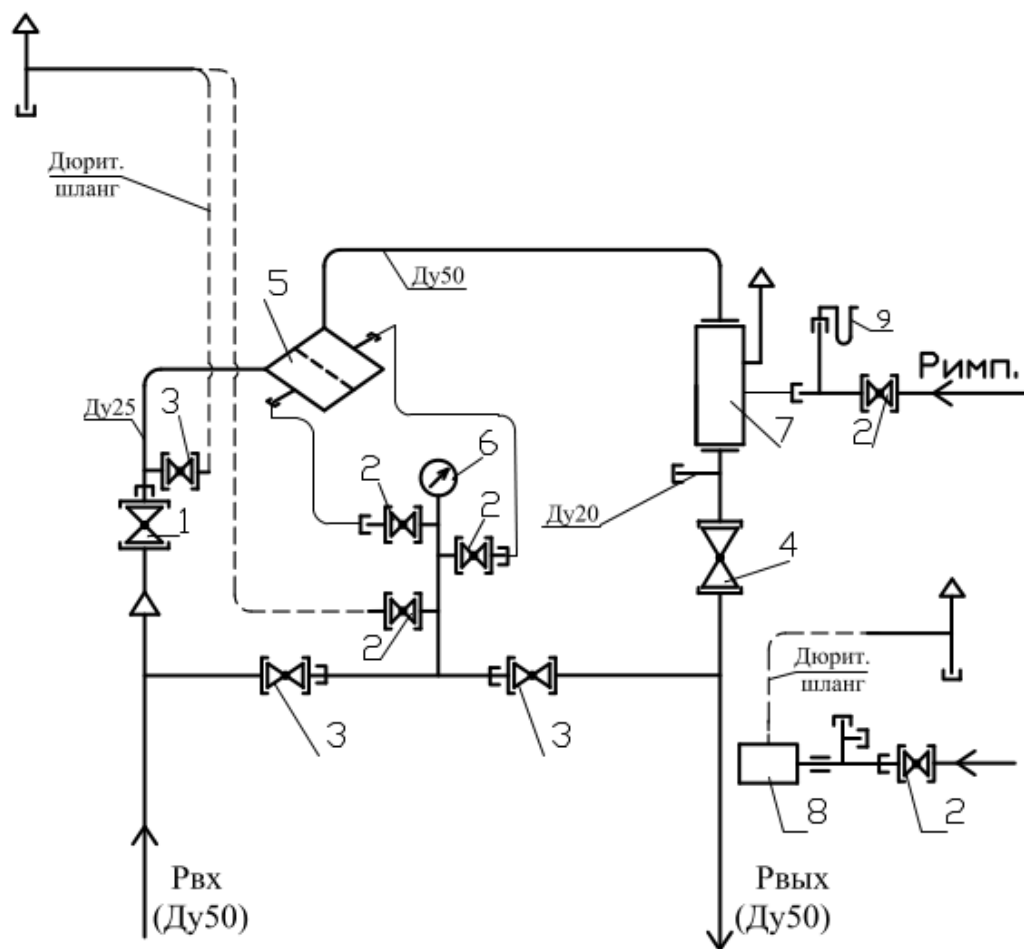 Дюрит.
шланг
Ду50
5
9
Римп.
Ду25
3
6
2
7
2
1
2
Ду20
4
2
Дюрит.
шланг
3
3
8
2
Рвх
(Ду50)
Рвых
(Ду50)